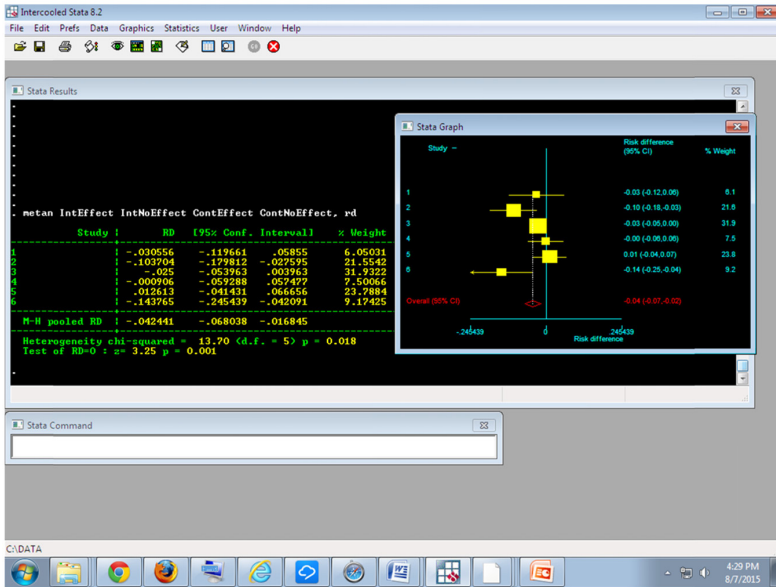 Intercooled Stata 8.2
File Edit Prefs Data Graphics Statistics User Window Help
Stata Results
. metan IntEffect IntNoEffect ContEffect ContNoEffect, rd
Study | RD [95% Conf. Interval] % Weight
1 | -.030556 -.119661 .05855 6.05031
2 | -.103704 -.179812 -.027595 21.5542
3 | -.025 -.053963 .003963 31.9322
4 | -.000906 -.059288 .057477 7.50066
5 | .012613 -.041431 .066656 23.7884
6 | -.143765 -.245439 -.042091 9.17425
M-H pooled RD | -.042441 -.068038 -.016845
Heterogeneity chi-squared = 13.70 (d.f. = 5) p = 0.018
Test of RD=0 : z= 3.25 p = 0.001
.
Stata Graph
Study
Risk difference
(95% CI)
% Weight
1 -0.03 (-0.12,0.06) 6.1
2 -0.10 (-0.18,-0.03) 21.6
3 -0.03 (-0.05,0.00) 31.9
4 -0.00 (-0.06,0.06) 7.5
5 0.01 (-0.04,0.07) 23.8
6 -0.14 (-0.25,-0.04) 9.2
Overall (95% CI) -0.04 (-0.07,-0.02)
-.245439 0 .245439
Risk difference
Stata Command
C:\DATA
4:29 PM
8/7/2015